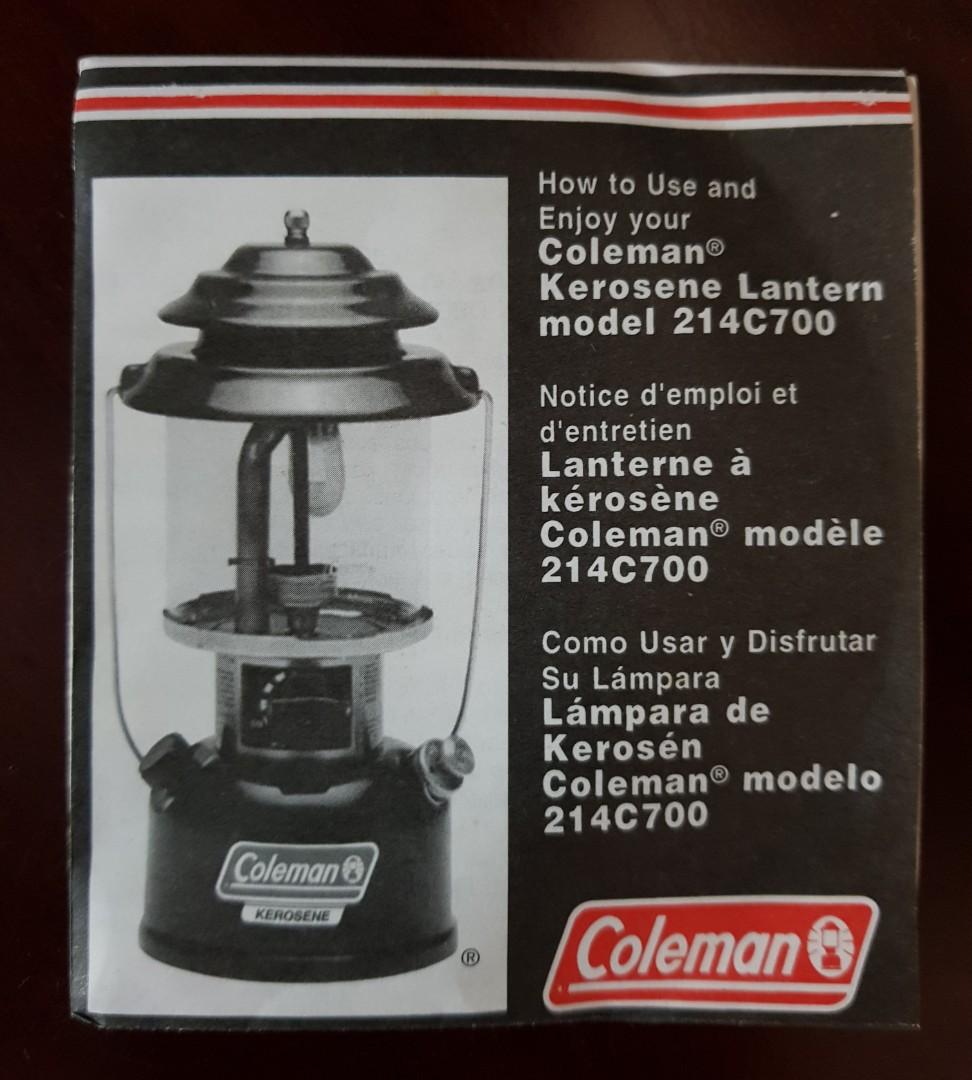 How to Use and
Enjoy your
Coleman®
Kerosene Lantern
model 214C700
Notice d'emploi et
d'entretien
Lanterne à
kérosène
Coleman® modèle
214C700
Como Usar y Disfrutar
Su Lámpara
Lámpara de
Kerosén
Coleman® modelo
214C700
Coleman
KEROSENE
®
Coleman